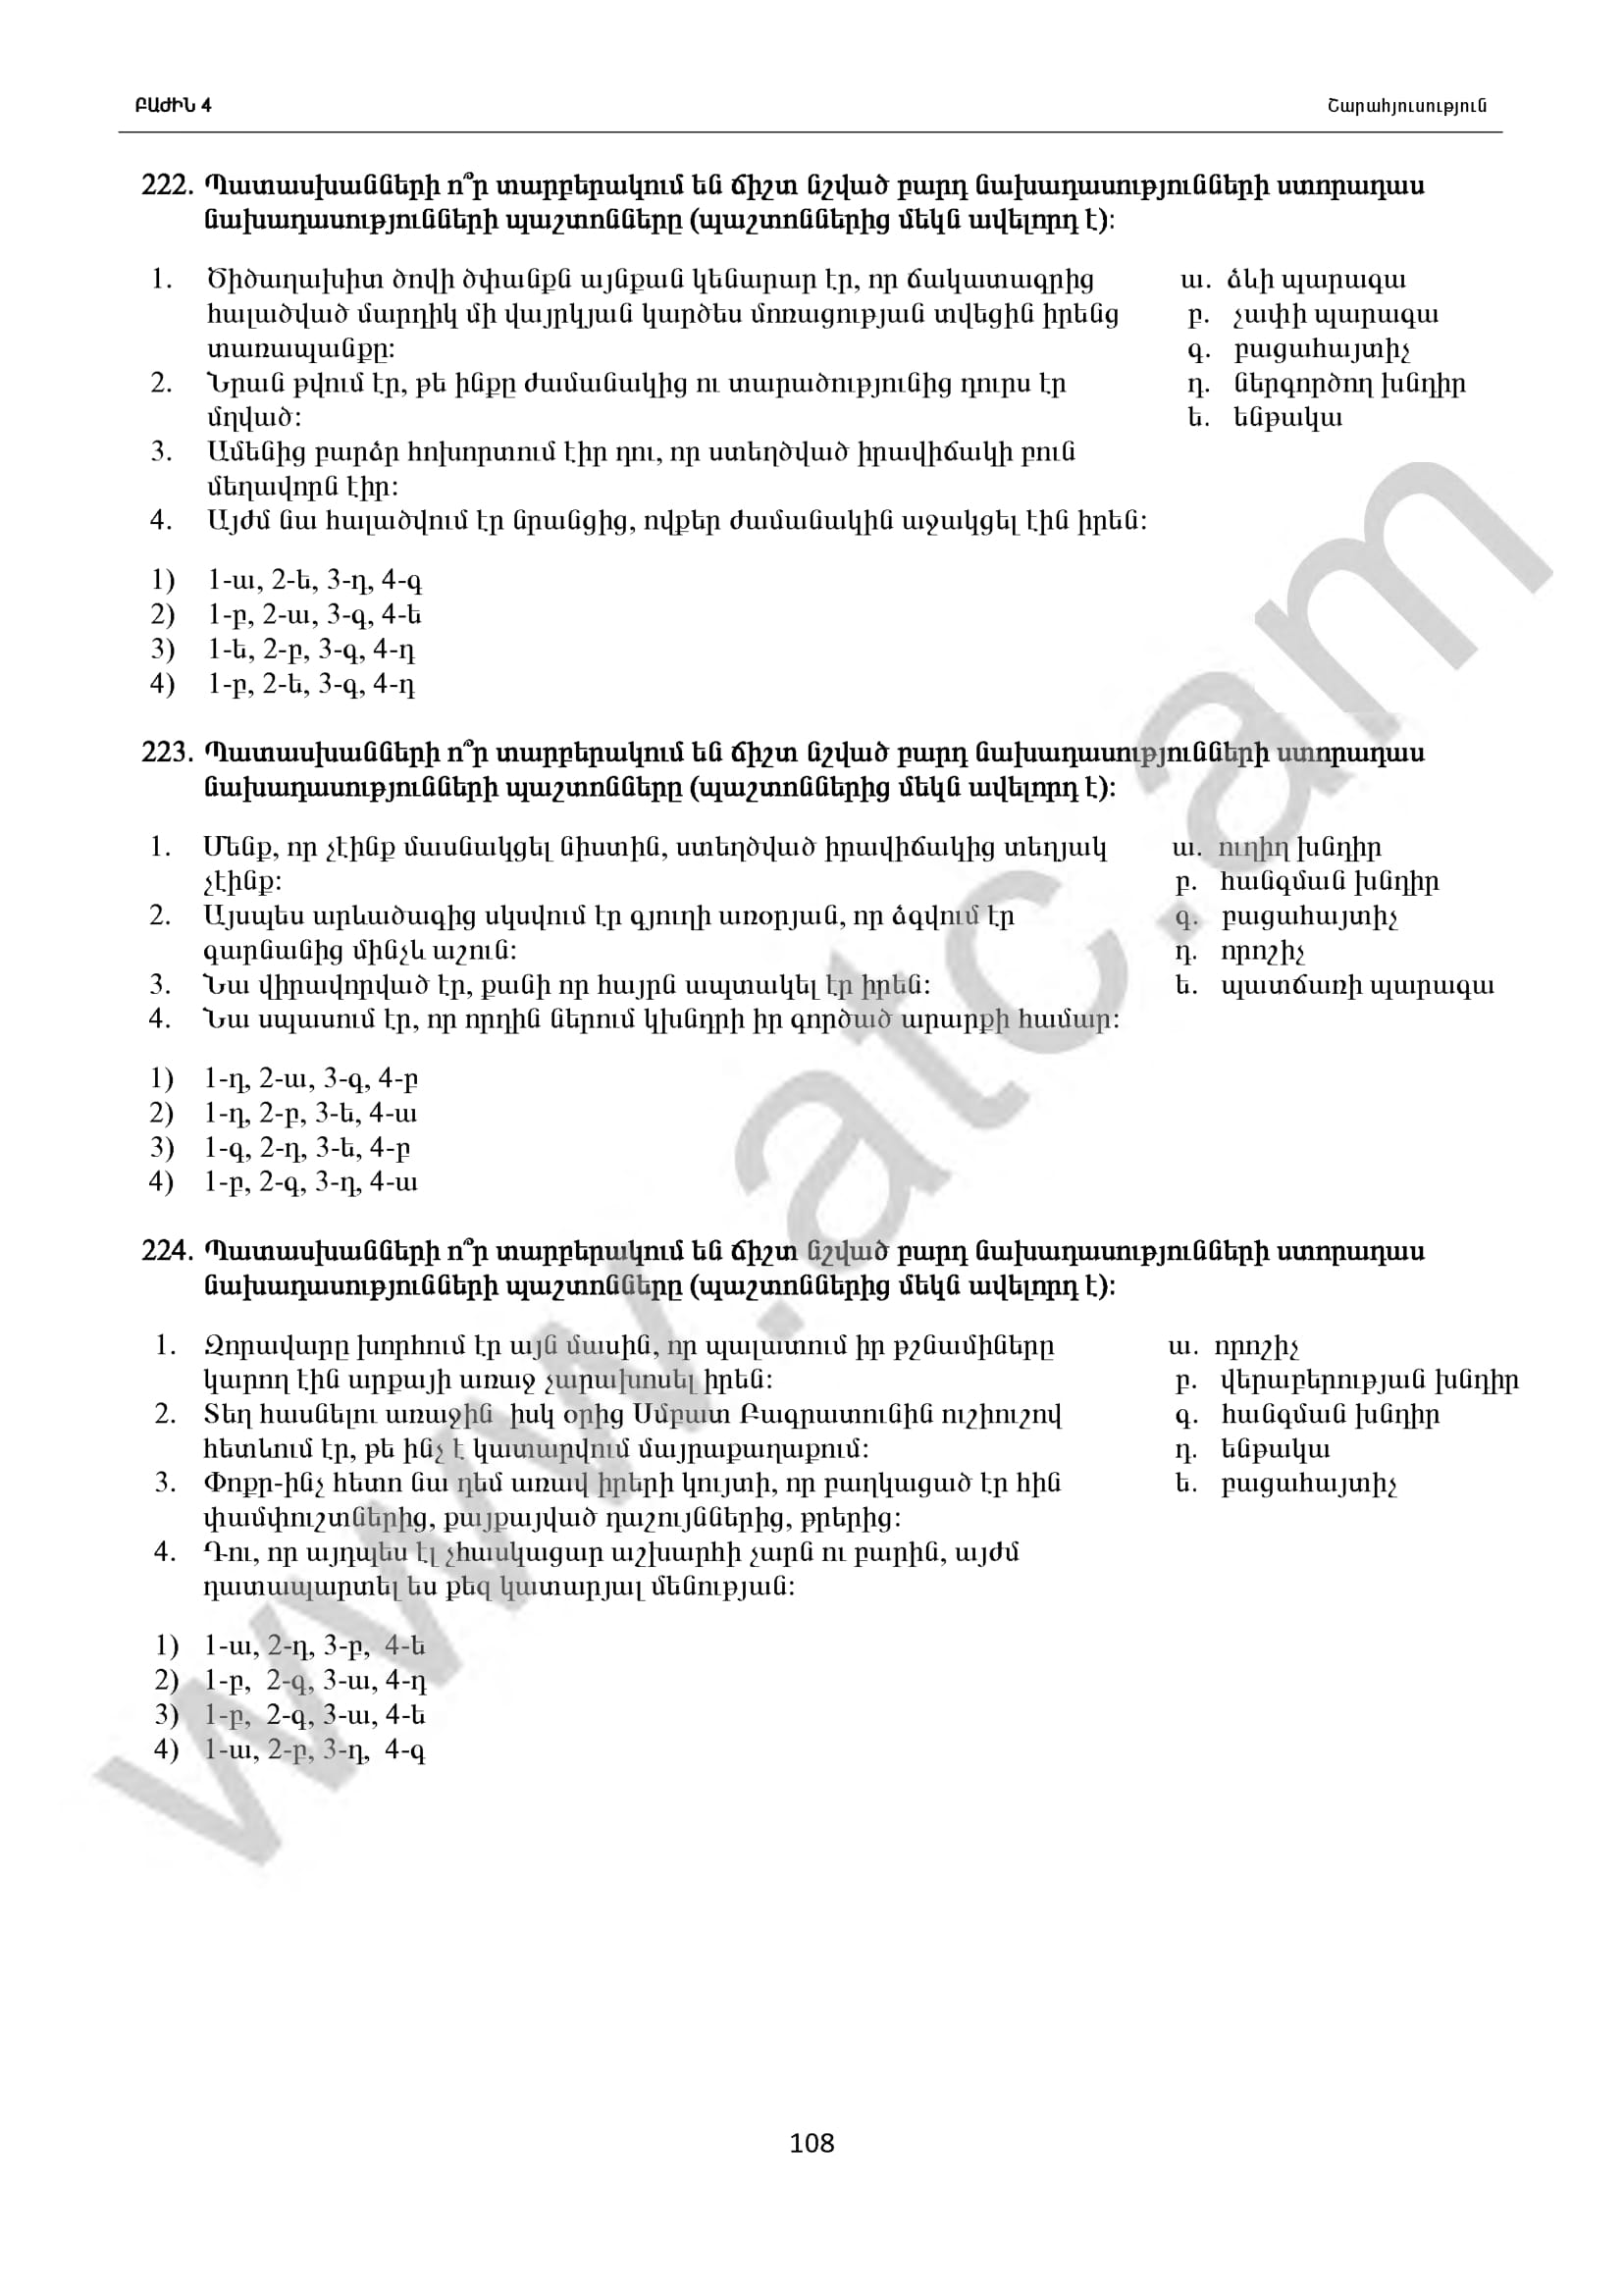 ԲԱԺԻՆ 4 Շարահյուսություն
222. Պատասխանների ո՞ր տարբերակում են ճիշտ նշված բարդ նախադասությունների ստորադաս
նախադասությունների պաշտոնները (պաշտոններից մեկն ավելորդ է):
1. Ծիծաղախիտ ծովի ծփանքն այնքան կենարար էր, որ ճակատագրից ա. ձևի պարագա
հալածված մարդիկ մի վայրկյան կարծես մոռացության տվեցին իրենց բ. չափի պարագա
տառապանքը: գ. բացահայտիչ
2. Նրան թվում էր, թե ինքը ժամանակից ու տարածությունից դուրս էր դ. ներգործող խնդիր
մղված: ե. ենթակա
3. Ամենից բարձր հոխորտում էիր դու, որ ստեղծված իրավիճակի բուն
մեղավորն էիր:
4. Այժմ նա հալածվում էր նրանցից, ովքեր ժամանակին աջակցել էին իրեն:
1) 1-ա, 2-ե, 3-դ, 4-գ
2) 1-բ, 2-ա, 3-գ, 4-ե
3) 1-ե, 2-բ, 3-գ, 4-դ
4) 1-բ, 2-ե, 3-գ, 4-դ
223. Պատասխանների ո՞ր տարբերակում են ճիշտ նշված բարդ նախադասությունների ստորադաս
նախադասությունների պաշտոնները (պաշտոններից մեկն ավելորդ է):
1. Մենք, որ չէինք մասնակցել նիստին, ստեղծված իրավիճակից տեղյակ ա. ուղիղ խնդիր
չէինք: բ. հանգման խնդիր
2. Այսպես արևածագից սկսվում էր գյուղի առօրյան, որ ձգվում էր գ. բացահայտիչ
գարնանից մինչև աշուն: դ. որոշիչ
3. Նա վիրավորված էր, քանի որ հայրն ապտակել էր իրեն: ե. պատճառի պարագա
4. Նա սպասում էր, որ որդին ներում կխնդրի իր գործած արարքի համար:
1) 1-դ, 2-ա, 3-գ, 4-բ
2) 1-դ, 2-բ, 3-ե, 4-ա
3) 1-գ, 2-դ, 3-ե, 4-բ
4) 1-բ, 2-գ, 3-դ, 4-ա
224. Պատասխանների ո՞ր տարբերակում են ճիշտ նշված բարդ նախադասությունների ստորադաս
նախադասությունների պաշտոնները (պաշտոններից մեկն ավելորդ է):
1. Զորավարը խորհում էր այն մասին, որ պալատում իր թշնամիները ա. որոշիչ
կարող էին արքայի առաջ չարախոսել իրեն: բ. վերաբերության խնդիր
2. Տեղ հասնելու առաջին իսկ օրից Սմբատ Բագրատունին ուշիուշով գ. հանգման խնդիր
հետևում էր, թե ինչ է կատարվում մայրաքաղաքում: դ. ենթակա
3. Փոքր-ինչ հետո նա դեմ առավ իրերի կույտի, որ բաղկացած էր հին ե. բացահայտիչ
փամփուշտներից, քայքայված դաշույններից, թրերից:
4. Դու, որ այդպես էլ չհասկացար աշխարհի չարն ու բարին, այժմ
դատապարտել ես քեզ կատարյալ մենության:
1) 1-ա, 2-դ, 3-բ, 4-ե
2) 1-բ, 2-գ, 3-ա, 4-դ
3) 1-բ, 2-գ, 3-ա, 4-ե
4) 1-ա, 2-բ, 3-դ, 4-գ
www.atc.am
108